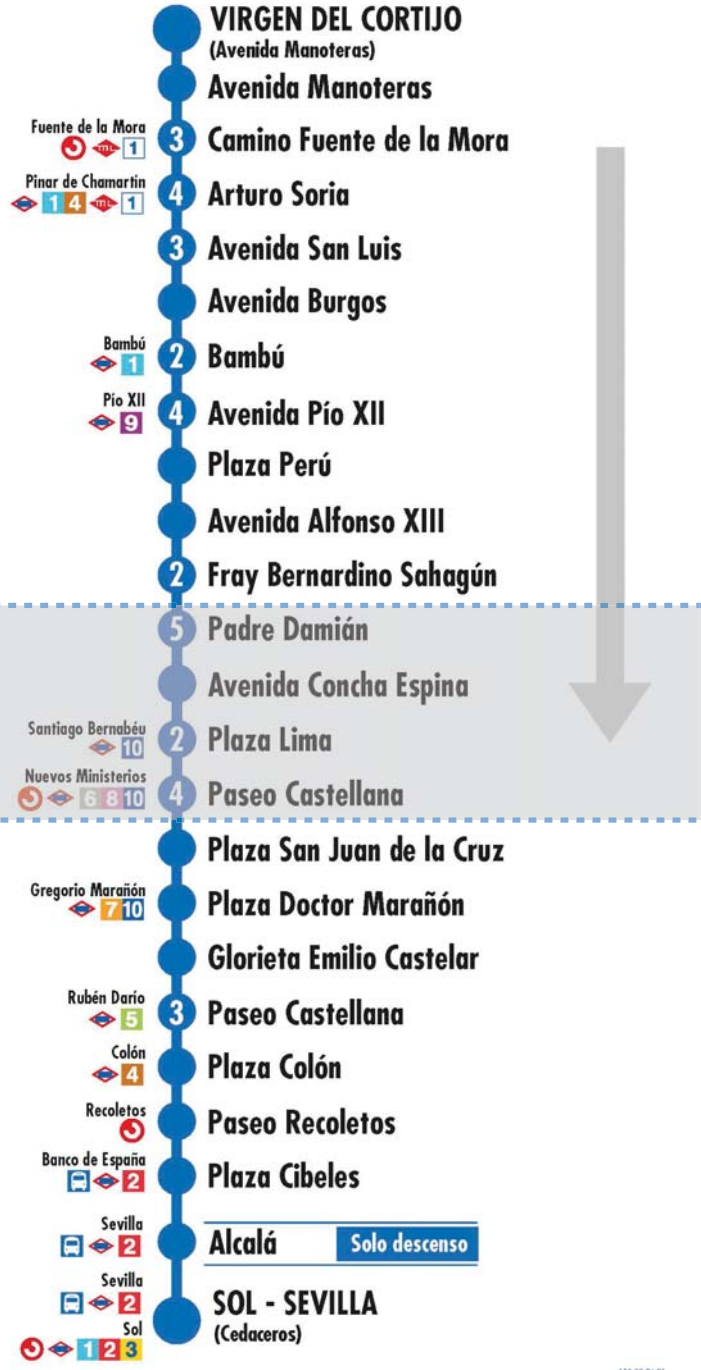 VIRGEN DEL CORTIJO
(Avenida Manoteras)
Avenida Manoteras
Fuente de la Mora
ML 1
3 Camino Fuente de la Mora
Pinar de Chamartín
1 4 ML 1
4 Arturo Soria
3 Avenida San Luis
Avenida Burgos
Bambú
1
2 Bambú
Pío XII
9
4 Avenida Pío XII
Plaza Perú
Avenida Alfonso XIII
2 Fray Bernardino Sahagún
5 Padre Damián
Avenida Concha Espina
Santiago Bernabéu
10
2 Plaza Lima
Nuevos Ministerios
6 8 10
4 Paseo Castellana
Plaza San Juan de la Cruz
Gregorio Marañón
7 10
Plaza Doctor Marañón
Glorieta Emilio Castelar
Rubén Darío
5
3 Paseo Castellana
Colón
4
Plaza Colón
Recoletos
Paseo Recoletos
Banco de España
2
Plaza Cibeles
Sevilla
2
Alcalá Solo descenso
Sevilla
2
SOL - SEVILLA
(Cedaceros)
Sol
1 2 3